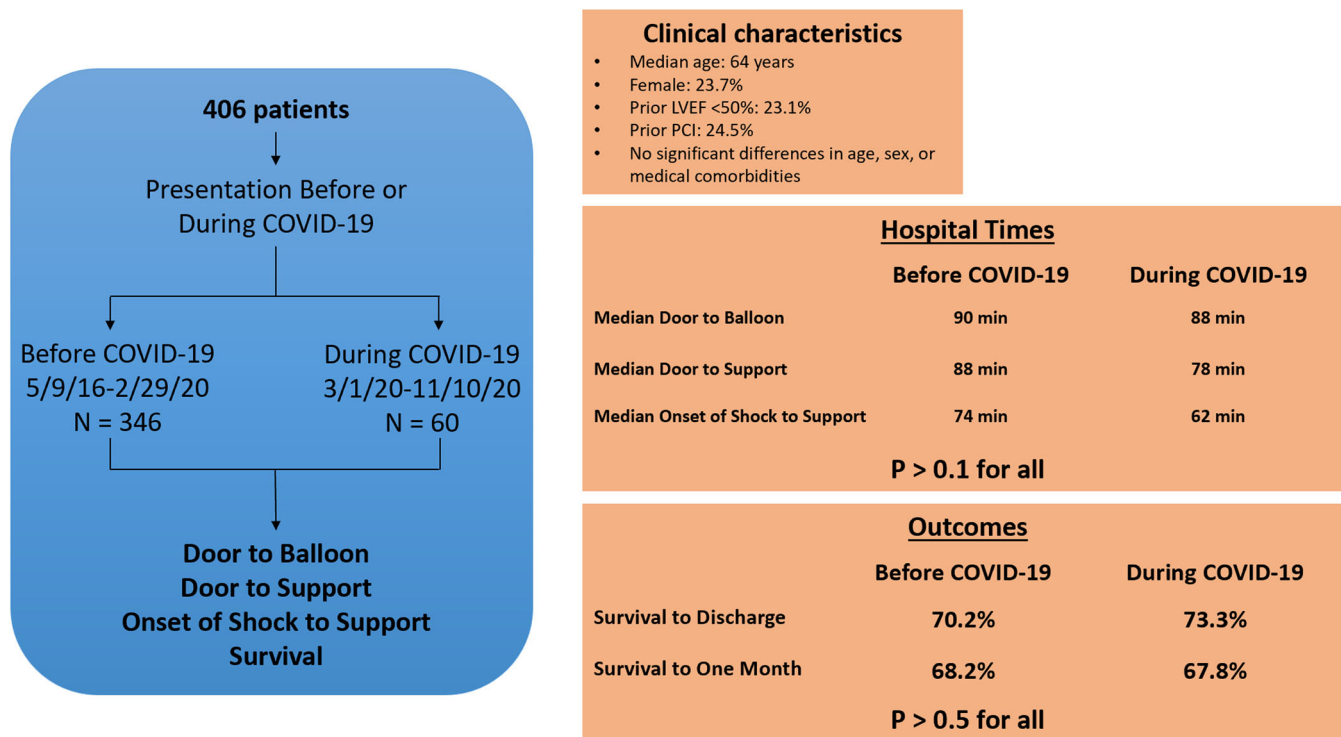 406 patients
Presentation Before or
During COVID-19
Before COVID-19
5/9/16-2/29/20
N = 346
During COVID-19
3/1/20-11/10/20
N = 60
Door to Balloon
Door to Support
Onset of Shock to Support
Survival
Clinical characteristics
• Median age: 64 years
• Female: 23.7%
• Prior LVEF <50%: 23.1%
• Prior PCI: 24.5%
• No significant differences in age, sex, or
medical comorbidities
Hospital Times
Before COVID-19 During COVID-19
Median Door to Balloon 90 min 88 min
Median Door to Support 88 min 78 min
Median Onset of Shock to Support 74 min 62 min
P > 0.1 for all
Outcomes
Before COVID-19 During COVID-19
Survival to Discharge 70.2% 73.3%
Survival to One Month 68.2% 67.8%
P > 0.5 for all